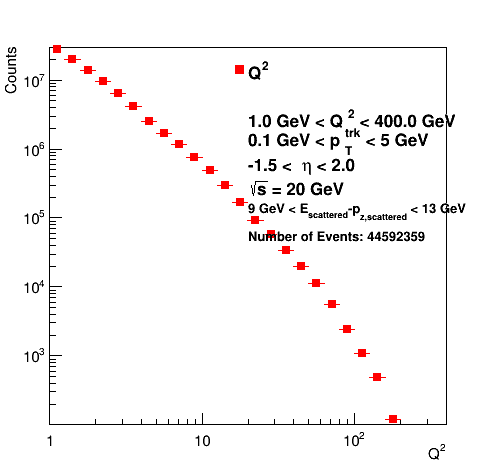 Counts
10⁷
10⁶
10⁵
10⁴
10³
Q²
1.0 GeV < Q² < 400.0 GeV
0.1 GeV < p_T^trk < 5 GeV
-1.5 < η < 2.0
√s = 20 GeV
9 GeV < E_scattered-p_z,scattered < 13 GeV
Number of Events: 44592359
1 10 10²
Q²